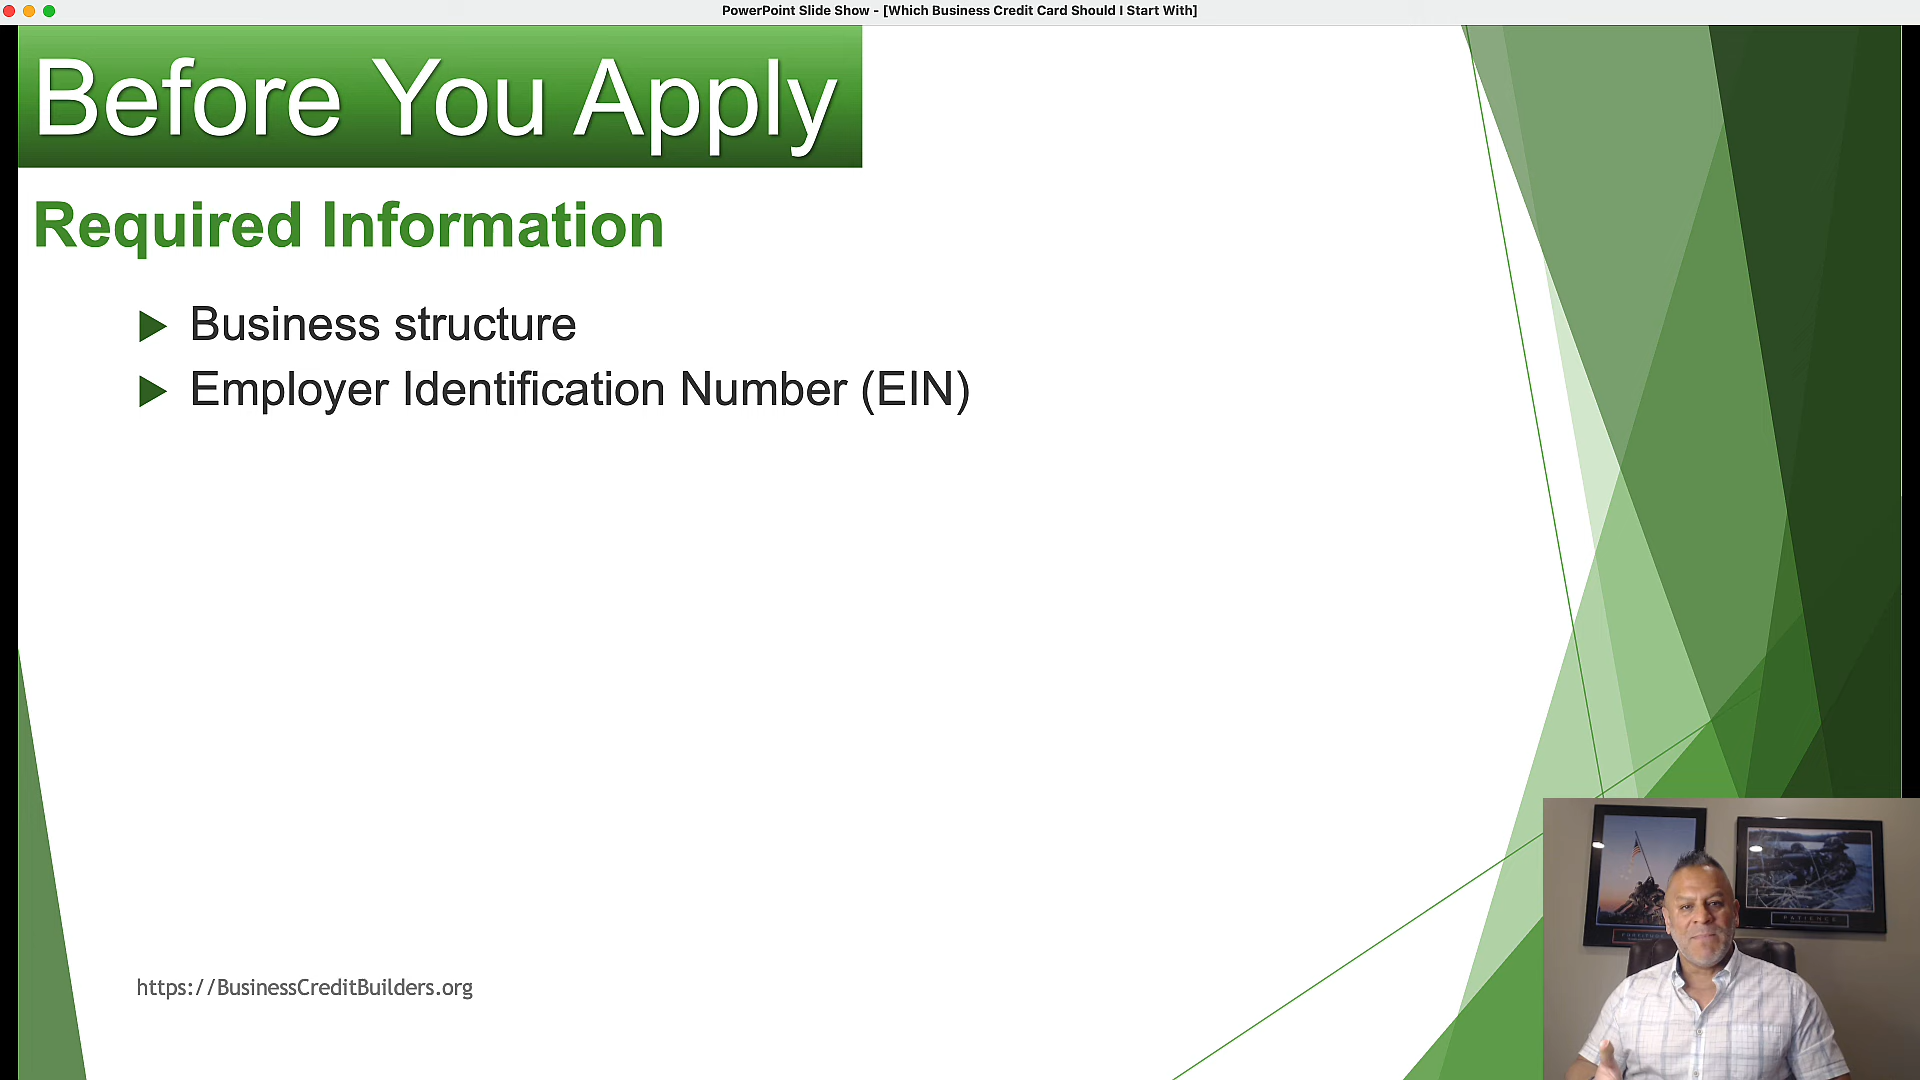 PowerPoint Slide Show - [Which Business Credit Card Should I Start With]
Before You Apply
Required Information
Business structure
Employer Identification Number (EIN)
https://BusinessCreditBuilders.org
PATIENCE